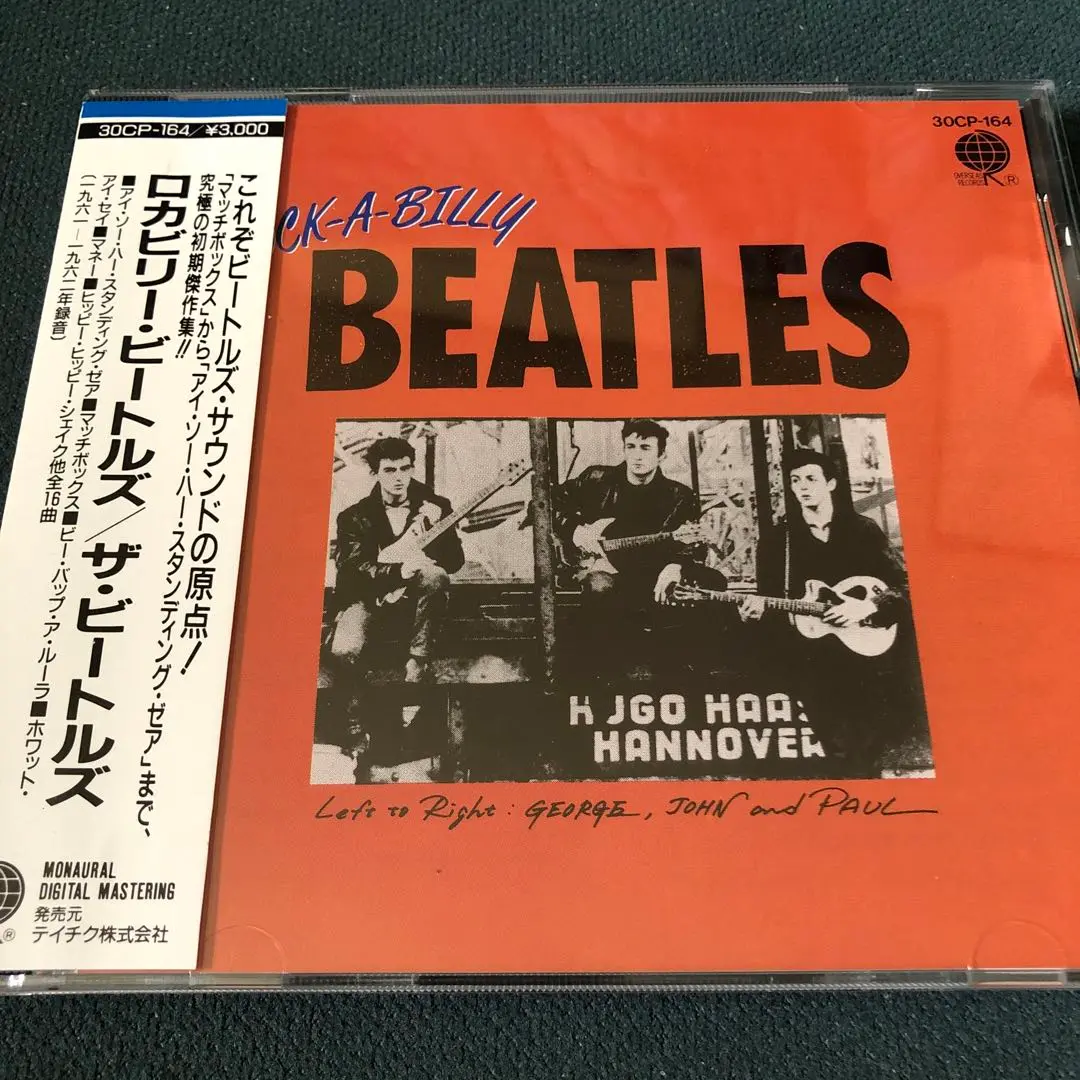 30CP-164/¥3,000
これぞビートルズ・サウンドの原点!
「マッチボックス」から、「アイ・ソー・ハー・スタンディング・ゼア」まで、
究極の初期傑作集!!
ロカビリー・ビートルズ/ザ・ビートルズ
■アイ・ソー・ハー・スタンディング・ゼア■マッチボックス■ビー・バップ・ア・ルーラ■ホワット・
アイ・セイ■マネー■ヒッピー・ヒッピー・シェイク他全16曲
(一九六一―一九六二年録音)
MONAURAL
DIGITAL MASTERING
発売元
テイチク株式会社
®
30CP-164
OVERSEAS
RECORDS
®
CK-A-BILLY
BEATLES
HUGO HAA
HANNOVER
Left to Right: GEORGE, JOHN and PAUL